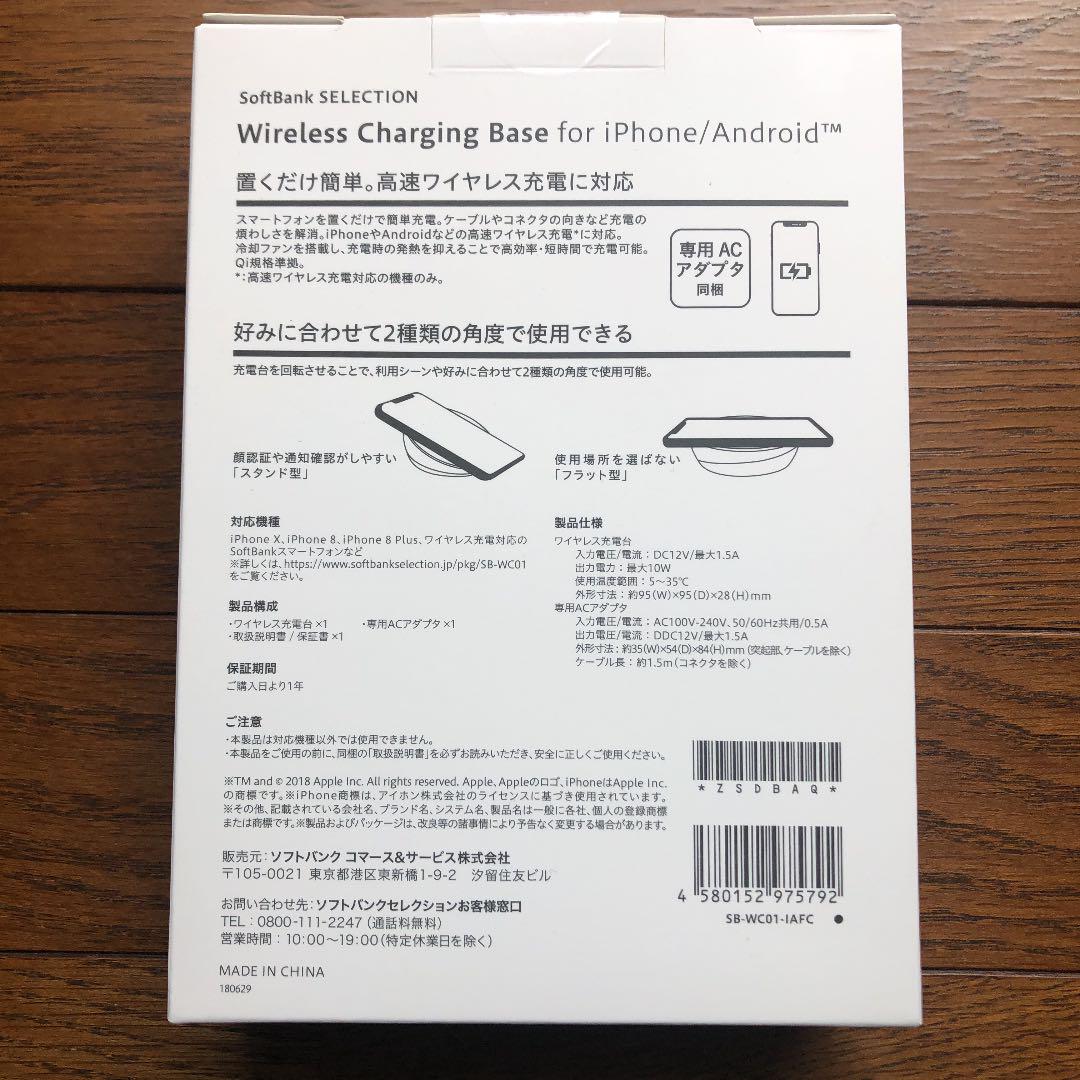 SoftBank SELECTION
Wireless Charging Base for iPhone/Android™
置くだけ簡単。高速ワイヤレス充電に対応
スマートフォンを置くだけで簡単充電。ケーブルやコネクタの向きなど充電の
煩わしさを解消。iPhoneやAndroidなどの高速ワイヤレス充電*に対応。
冷却ファンを搭載し、充電時の発熱を抑えることで高効率・短時間で充電可能。
Qi規格準拠。
*:高速ワイヤレス充電対応の機種のみ。
専用 AC
アダプタ
同梱
好みに合わせて2種類の角度で使用できる
充電台を回転させることで、利用シーンや好みに合わせて2種類の角度で使用可能。
顔認証や通知確認がしやすい
「スタンド型」
使用場所を選ばない
「フラット型」
対応機種
iPhone X、iPhone 8、iPhone 8 Plus、ワイヤレス充電対応の
SoftBankスマートフォンなど
※詳しくは、https://www.softbankselection.jp/pkg/SB-WC01
をご覧ください。
製品構成
・ワイヤレス充電台 ×1 ・専用ACアダプタ ×1
・取扱説明書 / 保証書 ×1
保証期間
ご購入日より1年
製品仕様
ワイヤレス充電台
入力電圧/電流：DC12V/最大1.5A
出力電力：最大10W
使用温度範囲：5～35℃
外形寸法：約95(W)×95(D)×28(H)mm
専用ACアダプタ
入力電圧/電流：AC100V-240V、50/60Hz共用/0.5A
出力電圧/電流：DDC12V/最大1.5A
外形寸法：約35(W)×54(D)×84(H)mm (突起部、ケーブルを除く)
ケーブル長：約1.5m(コネクタを除く)
ご注意
・本製品は対応機種以外では使用できません。
・本製品をご使用の前に、同梱の「取扱説明書」を必ずお読みいただき、安全に正しくご使用ください。
※TM and © 2018 Apple Inc. All rights reserved. Apple、Appleのロゴ、iPhoneはApple Inc.
の商標です。※iPhone商標は、アイホン株式会社のライセンスに基づき使用されています。
※その他、記載されている会社名、ブランド名、システム名、製品名は一般に各社、個人の登録商標
または商標です。※製品およびパッケージは、改良等の諸事情により予告なく変更する場合があります。
販売元：ソフトバンク コマース&サービス株式会社
〒105-0021 東京都港区東新橋1-9-2 汐留住友ビル
お問い合わせ先：ソフトバンクセレクションお客様窓口
TEL：0800-111-2247 (通話料無料)
営業時間：10:00～19:00(特定休業日を除く)
MADE IN CHINA
180629
*ZSDBAQ*
4 580152 975792
SB-WC01-IAFC